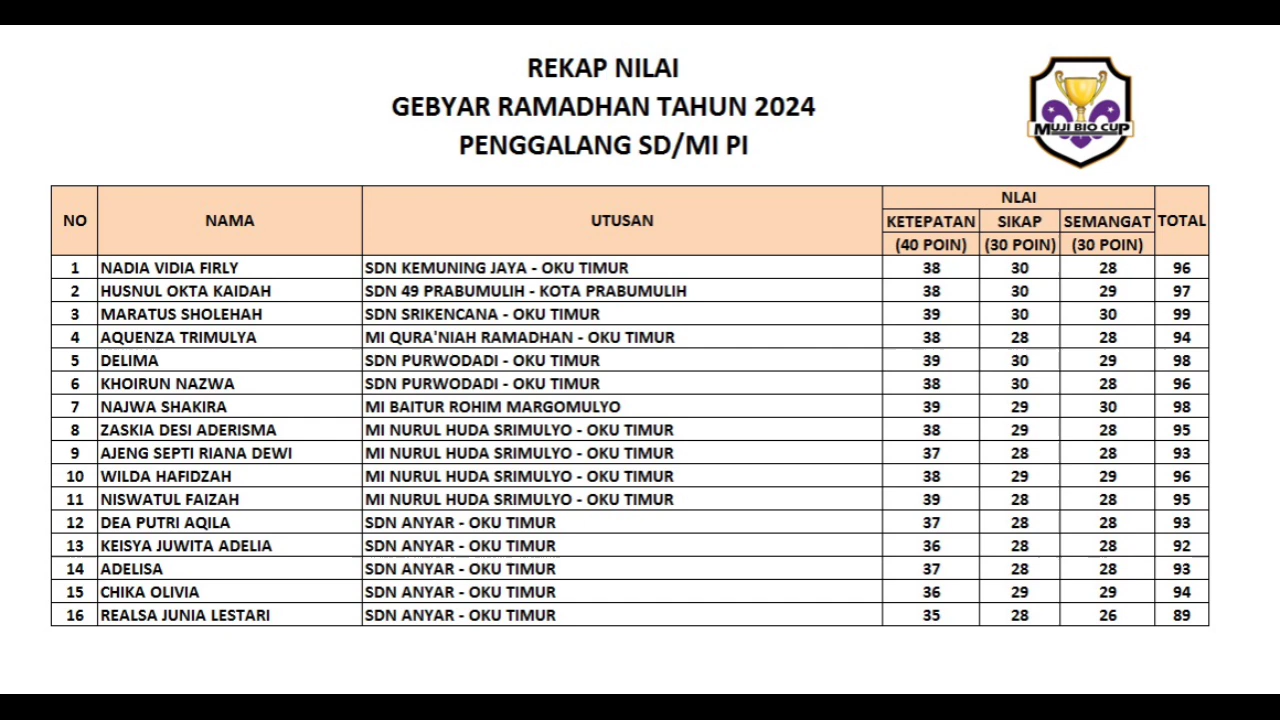 REKAP NILAI
GEBYAR RAMADHAN TAHUN 2024
PENGGALANG SD/MI PI
MUJI BIO CUP
NO NAMA UTUSAN NLAI TOTAL
KETEPATAN SIKAP SEMANGAT
(40 POIN) (30 POIN) (30 POIN)
1 NADIA VIDIA FIRLY SDN KEMUNING JAYA - OKU TIMUR 38 30 28 96
2 HUSNUL OKTA KAIDAH SDN 49 PRABUMULIH - KOTA PRABUMULIH 38 30 29 97
3 MARATUS SHOLEHAH SDN SRIKENCANA - OKU TIMUR 39 30 30 99
4 AQUENZA TRIMULYA MI QURA'NIAH RAMADHAN - OKU TIMUR 38 28 28 94
5 DELIMA SDN PURWODADI - OKU TIMUR 39 30 29 98
6 KHOIRUN NAZWA SDN PURWODADI - OKU TIMUR 38 30 28 96
7 NAJWA SHAKIRA MI BAITUR ROHIM MARGOMULYO 39 29 30 98
8 ZASKIA DESI ADERISMA MI NURUL HUDA SRIMULYO - OKU TIMUR 38 29 28 95
9 AJENG SEPTI RIANA DEWI MI NURUL HUDA SRIMULYO - OKU TIMUR 37 28 28 93
10 WILDA HAFIDZAH MI NURUL HUDA SRIMULYO - OKU TIMUR 38 29 29 96
11 NISWATUL FAIZAH MI NURUL HUDA SRIMULYO - OKU TIMUR 39 28 28 95
12 DEA PUTRI AQILA SDN ANYAR - OKU TIMUR 37 28 28 93
13 KEISYA JUWITA ADELIA SDN ANYAR - OKU TIMUR 36 28 28 92
14 ADELISA SDN ANYAR - OKU TIMUR 37 28 28 93
15 CHIKA OLIVIA SDN ANYAR - OKU TIMUR 36 29 29 94
16 REALSA JUNIA LESTARI SDN ANYAR - OKU TIMUR 35 28 26 89